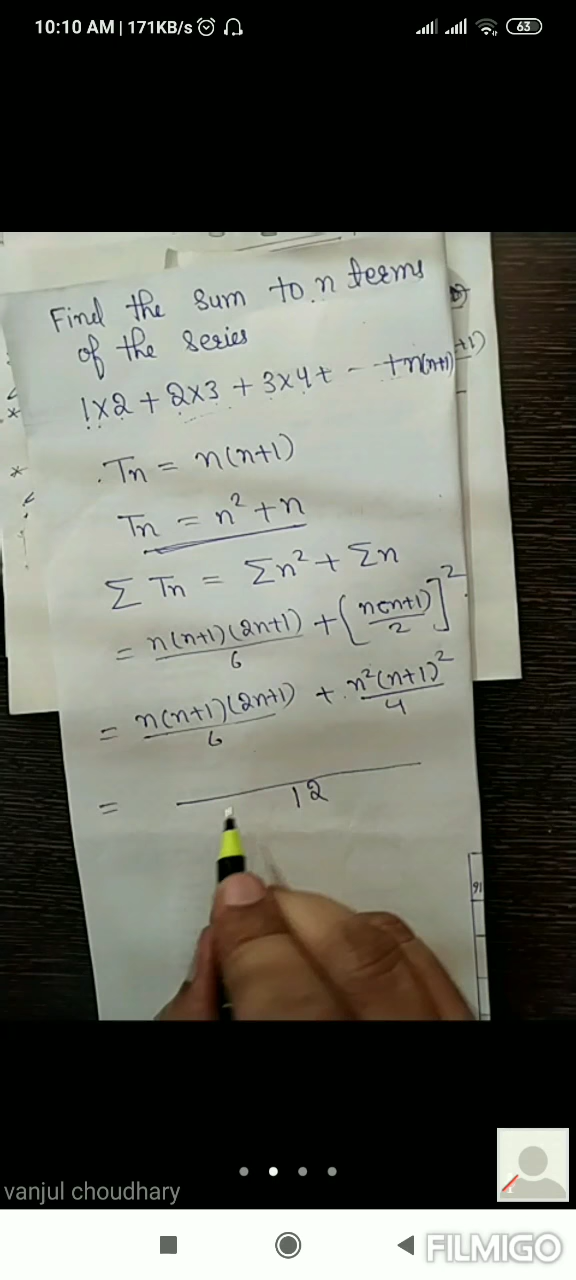 10:10 AM | 171KB/s
63
Find the sum to n terms
of the series
1×2 + 2×3 + 3×4 + - - + n(n+1)
+1)
Tn = n(n+1)
Tn = n² + n
Σ Tn = Σn² + Σn
= n(n+1)(2n+1)/6 + [n(n+1)/2]²
= n(n+1)(2n+1)/6 + n²(n+1)²/4
= /12
16
vanjul choudhary
FILMIGO